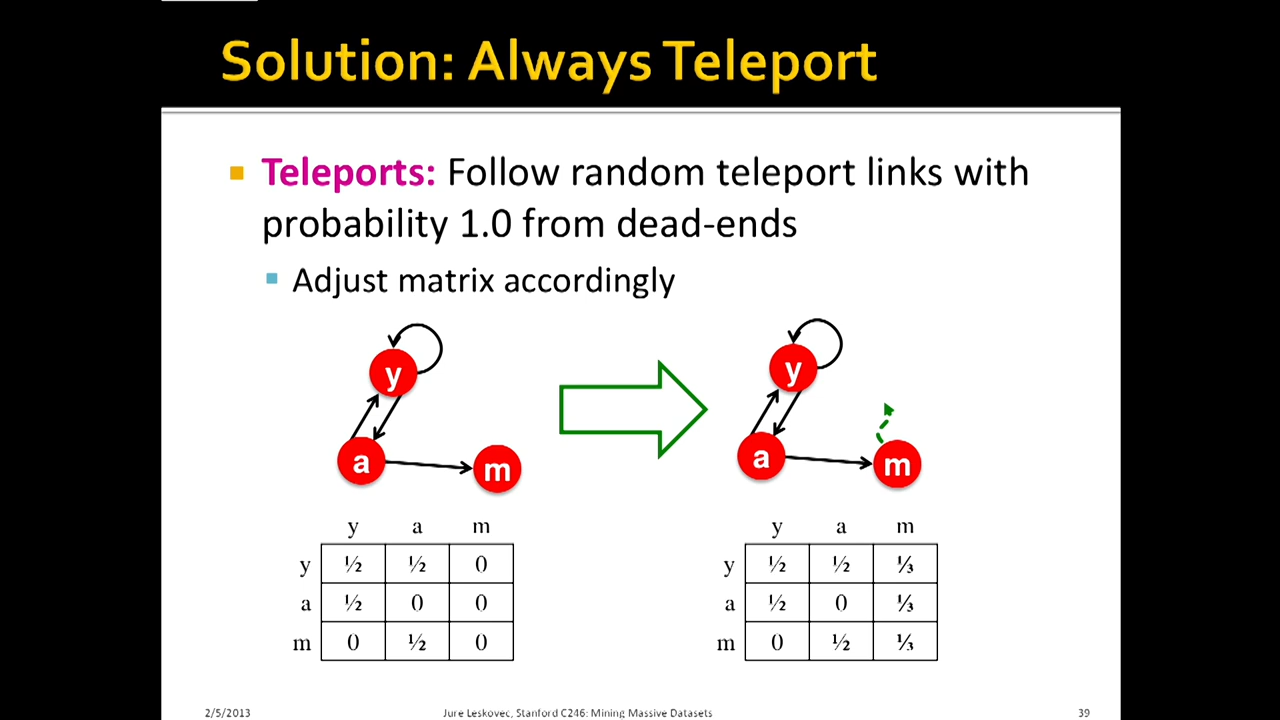 Solution: Always Teleport
Teleports: Follow random teleport links with
probability 1.0 from dead-ends
Adjust matrix accordingly
y
a
m
y
a
m
y a m
y ½ ½ 0
a ½ 0 0
m 0 ½ 0
y a m
y ½ ½ ⅓
a ½ 0 ⅓
m 0 ½ ⅓
2/5/2013
Jure Leskovec, Stanford C246: Mining Massive Datasets
39